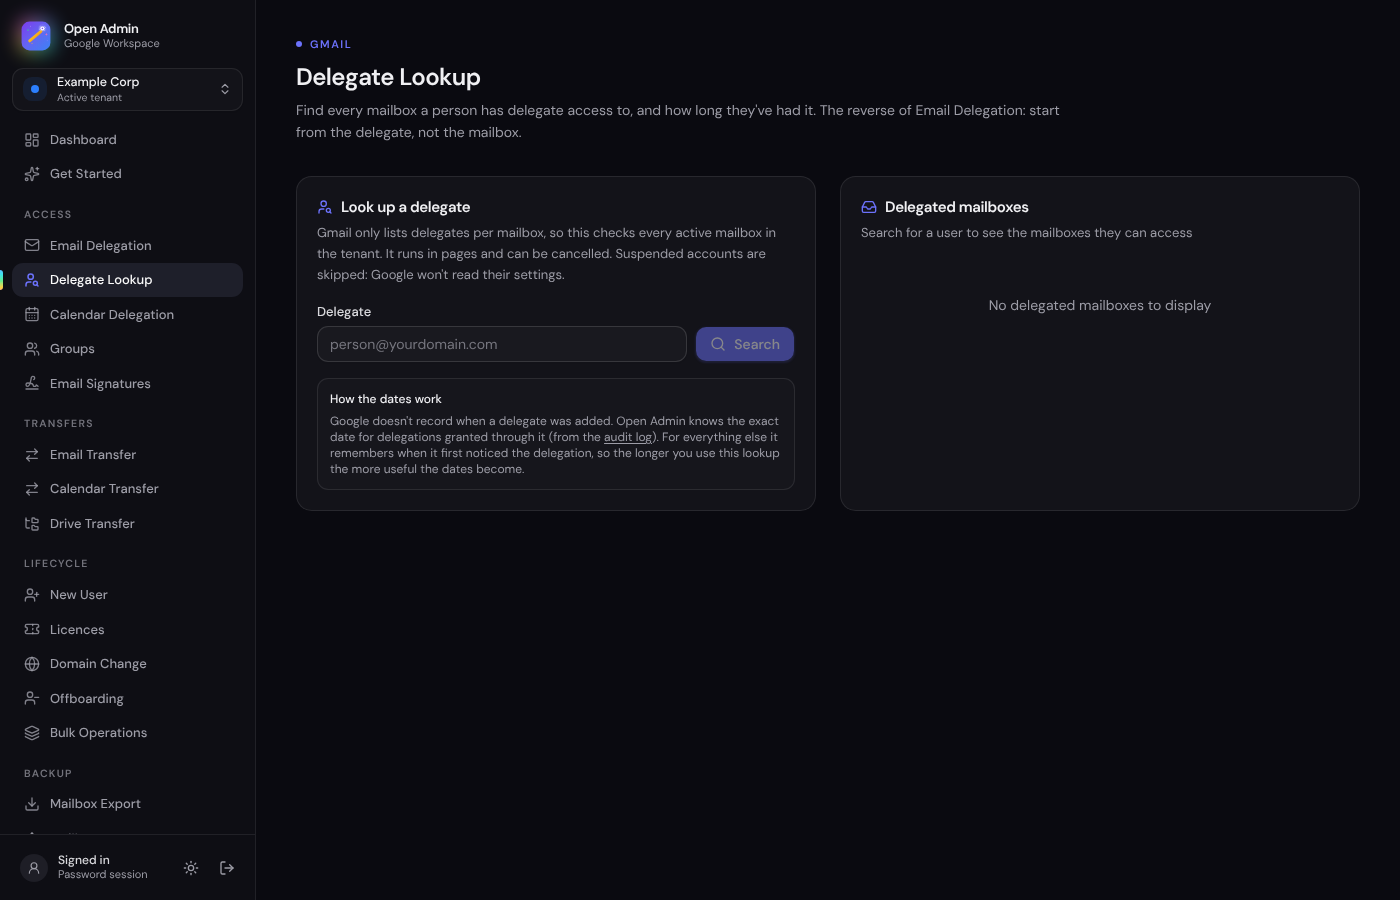 Open Admin
Google Workspace
Example Corp
Active tenant
Dashboard
Get Started
ACCESS
Email Delegation
Delegate Lookup
Calendar Delegation
Groups
Email Signatures
TRANSFERS
Email Transfer
Calendar Transfer
Drive Transfer
LIFECYCLE
New User
Licences
Domain Change
Offboarding
Bulk Operations
BACKUP
Mailbox Export
Signed in
Password session
GMAIL
Delegate Lookup
Find every mailbox a person has delegate access to, and how long they've had it. The reverse of Email Delegation: start
from the delegate, not the mailbox.
Look up a delegate
Gmail only lists delegates per mailbox, so this checks every active mailbox in
the tenant. It runs in pages and can be cancelled. Suspended accounts are
skipped: Google won't read their settings.
Delegate
person@yourdomain.com
Search
How the dates work
Google doesn't record when a delegate was added. Open Admin knows the exact
date for delegations granted through it (from the audit log). For everything else it
remembers when it first noticed the delegation, so the longer you use this lookup
the more useful the dates become.
Delegated mailboxes
Search for a user to see the mailboxes they can access
No delegated mailboxes to display